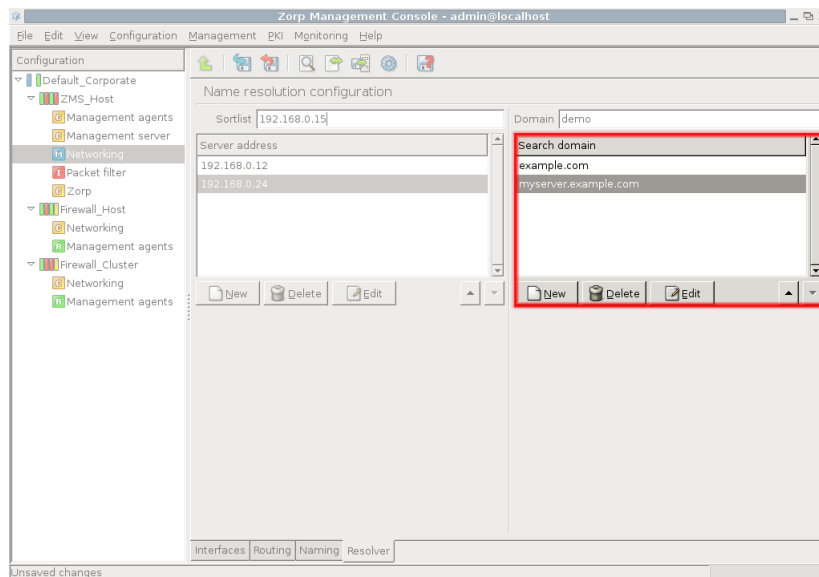 Zorp Management Console - admin@localhost
File Edit View Configuration Management PKI Monitoring Help
Configuration
Default_Corporate
ZMS_Host
Management agents
Management server
Networking
Packet filter
Zorp
Firewall_Host
Networking
Management agents
Firewall_Cluster
Networking
Management agents
Name resolution configuration
Sortlist 192.168.0.15
Server address
192.168.0.12
192.168.0.24
New Delete Edit
Domain demo
Search domain
example.com
myserver.example.com
New Delete Edit
Interfaces Routing Naming Resolver
Unsaved changes